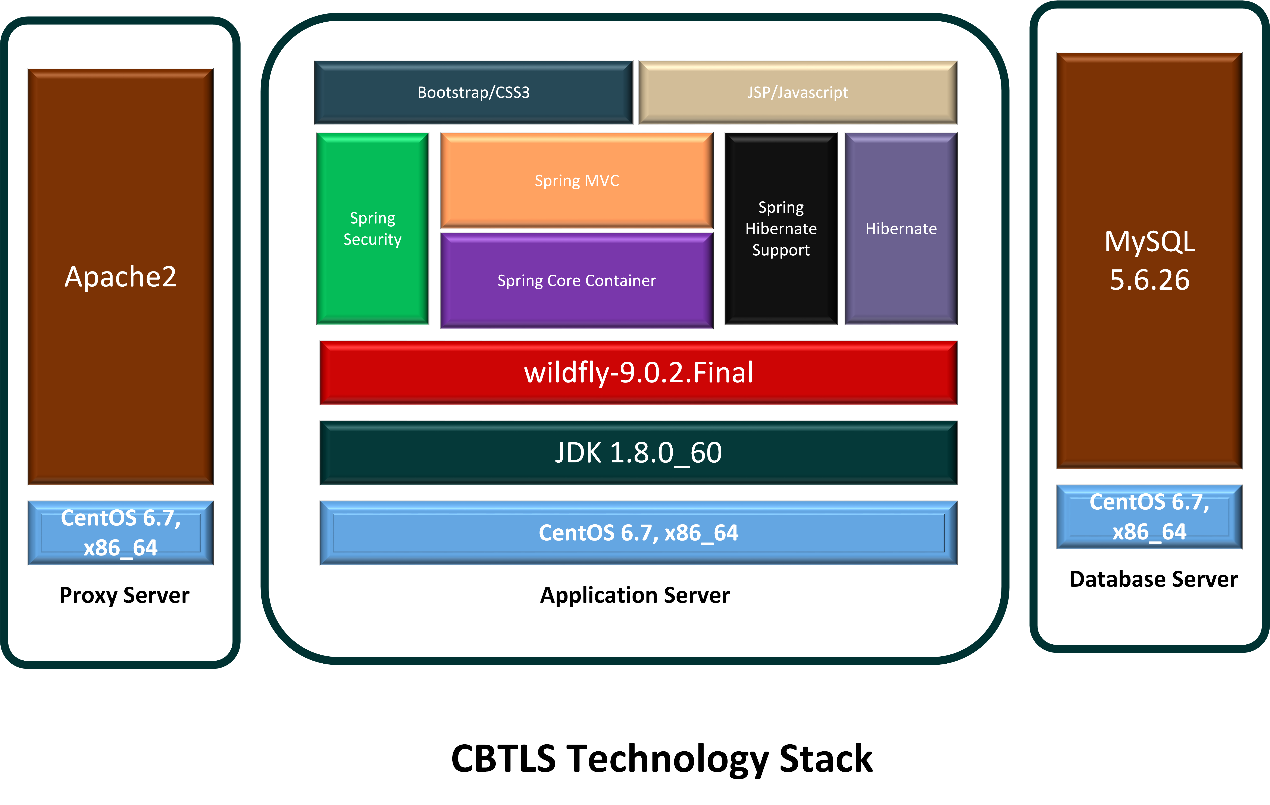 Apache2
CentOS 6.7,
x86_64
Proxy Server
Bootstrap/CSS3
JSP/Javascript
Spring
Security
Spring MVC
Spring Core Container
Spring
Hibernate
Support
Hibernate
wildfly-9.0.2.Final
JDK 1.8.0_60
CentOS 6.7, x86_64
Application Server
MySQL
5.6.26
CentOS 6.7,
x86_64
Database Server
CBTLS Technology Stack